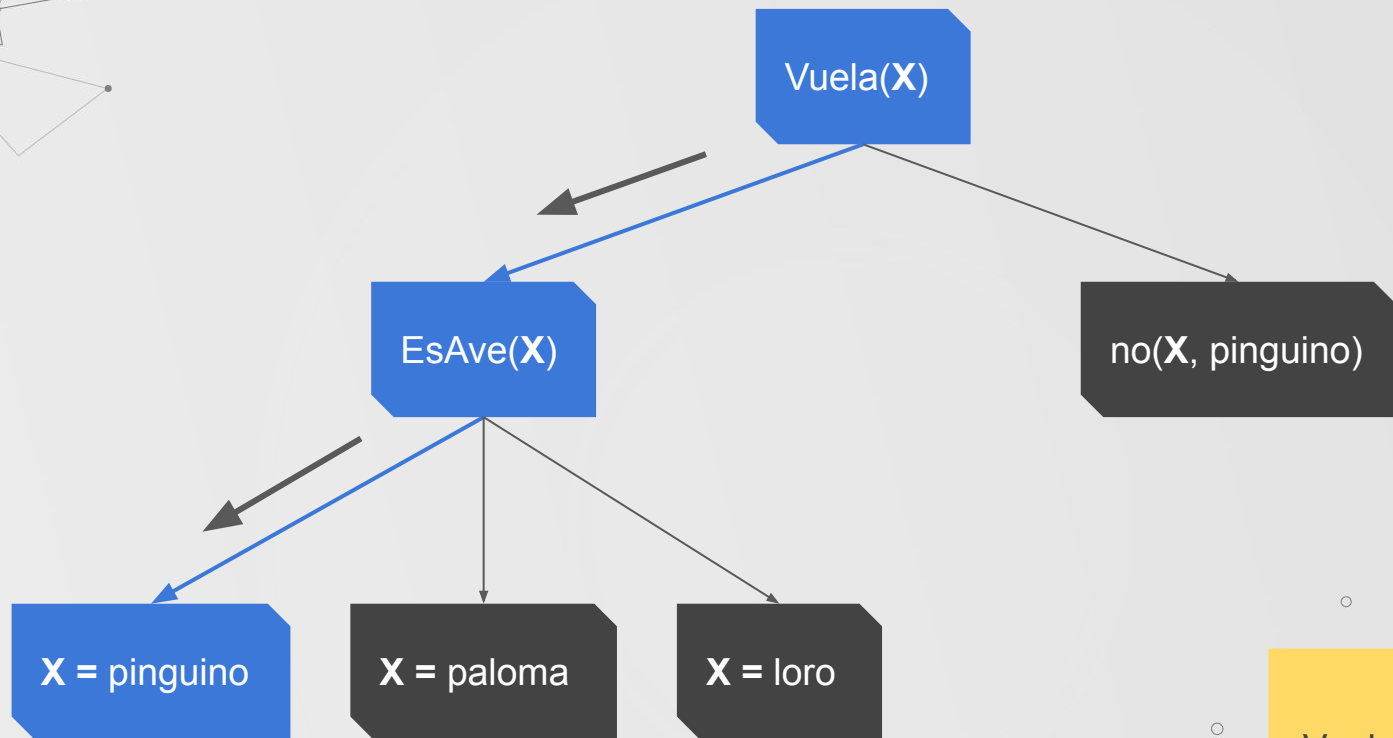 Vuela(X)
EsAve(X)
no(X, pinguino)
X = pinguino
X = paloma
X = loro